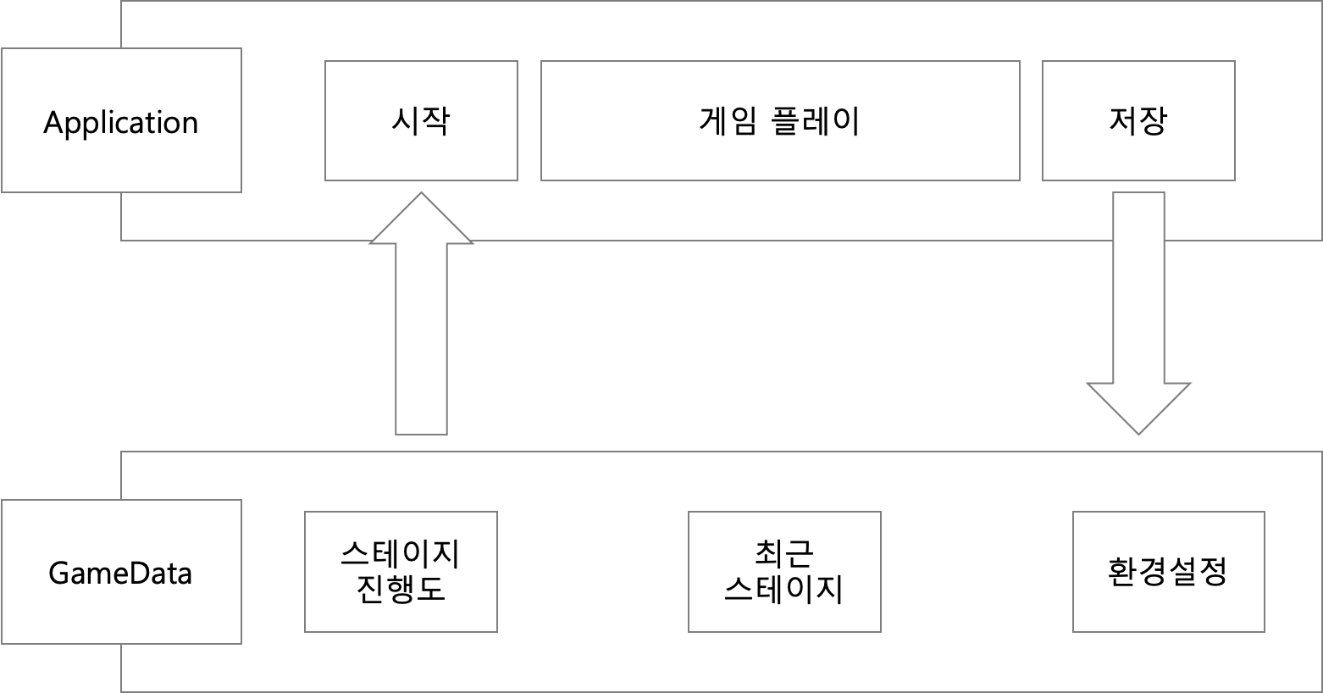 Application
시작
게임 플레이
저장
GameData
스테이지
진행도
최근
스테이지
환경설정